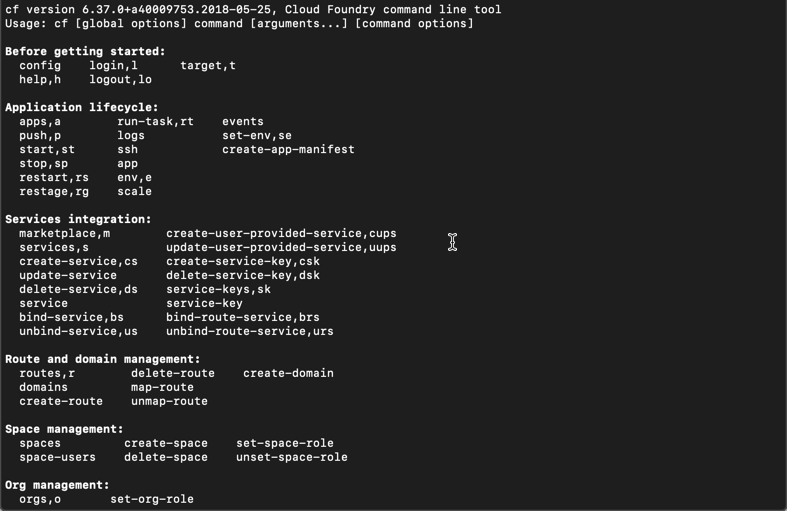 cf version 6.37.0+a40009753.2018-05-25, Cloud Foundry command line tool
Usage: cf [global options] command [arguments...] [command options]
Before getting started:
config login,l target,t
help,h logout,lo
Application lifecycle:
apps,a run-task,rt events
push,p logs set-env,se
start,st ssh create-app-manifest
stop,sp app
restart,rs env,e
restage,rg scale
Services integration:
marketplace,m create-user-provided-service,cups
services,s update-user-provided-service,uups
create-service,cs create-service-key,csk
update-service delete-service-key,dsk
delete-service,ds service-keys,sk
service service-key
bind-service,bs bind-route-service,brs
unbind-service,us unbind-route-service,urs
Route and domain management:
routes,r delete-route create-domain
domains map-route
create-route unmap-route
Space management:
spaces create-space set-space-role
space-users delete-space unset-space-role
Org management:
orgs,o set-org-role